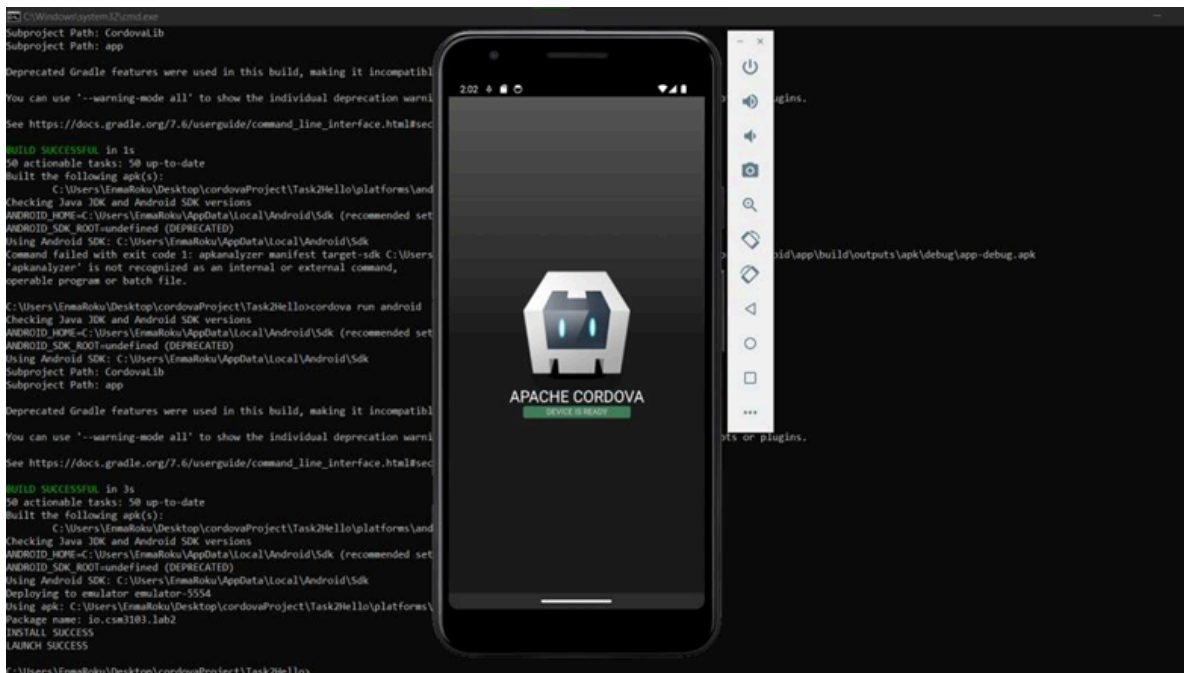 C:\Windows\system32\cmd.exe
Subproject Path: CordovaLib
Subproject Path: app
Deprecated Gradle features were used in this build, making it incompatibl
You can use '--warning-mode all' to show the individual deprecation warni
ugins.
See https://docs.gradle.org/7.6/userguide/command_line_interface.html#sec
BUILD SUCCESSFUL in 1s
50 actionable tasks: 50 up-to-date
Built the following apk(s):
C:\Users\EnmaRoku\Desktop\cordovaProject\Task2Hello\platforms\and
Checking Java JDK and Android SDK versions
ANDROID_HOME=C:\Users\EnmaRoku\AppData\Local\Android\Sdk (recommended set
ANDROID_SDK_ROOT=undefined (DEPRECATED)
Using Android SDK: C:\Users\EnmaRoku\AppData\Local\Android\Sdk
Command failed with exit code 1: apkanalyzer manifest target-sdk C:\Users
oid\app\build\outputs\apk\debug\app-debug.apk
'apkanalyzer' is not recognized as an internal or external command,
operable program or batch file.
C:\Users\EnmaRoku\Desktop\cordovaProject\Task2Hello>cordova run android
Checking Java JDK and Android SDK versions
ANDROID_HOME=C:\Users\EnmaRoku\AppData\Local\Android\Sdk (recommended set
ANDROID_SDK_ROOT=undefined (DEPRECATED)
Using Android SDK: C:\Users\EnmaRoku\AppData\Local\Android\Sdk
Subproject Path: CordovaLib
Subproject Path: app
Deprecated Gradle features were used in this build, making it incompatibl
You can use '--warning-mode all' to show the individual deprecation warni
ts or plugins.
See https://docs.gradle.org/7.6/userguide/command_line_interface.html#sec
BUILD SUCCESSFUL in 3s
50 actionable tasks: 50 up-to-date
Built the following apk(s):
C:\Users\EnmaRoku\Desktop\cordovaProject\Task2Hello\platforms\and
Checking Java JDK and Android SDK versions
ANDROID_HOME=C:\Users\EnmaRoku\AppData\Local\Android\Sdk (recommended set
ANDROID_SDK_ROOT=undefined (DEPRECATED)
Using Android SDK: C:\Users\EnmaRoku\AppData\Local\Android\Sdk
Deploying to emulator emulator-5554
Using apk: C:\Users\EnmaRoku\Desktop\cordovaProject\Task2Hello\platforms\
Package name: io.csm3103.lab2
INSTALL SUCCESS
LAUNCH SUCCESS
C:\Users\EnmaRoku\Desktop\cordovaProject\Task2Hello>
2:02
APACHE CORDOVA
DEVICE IS READY